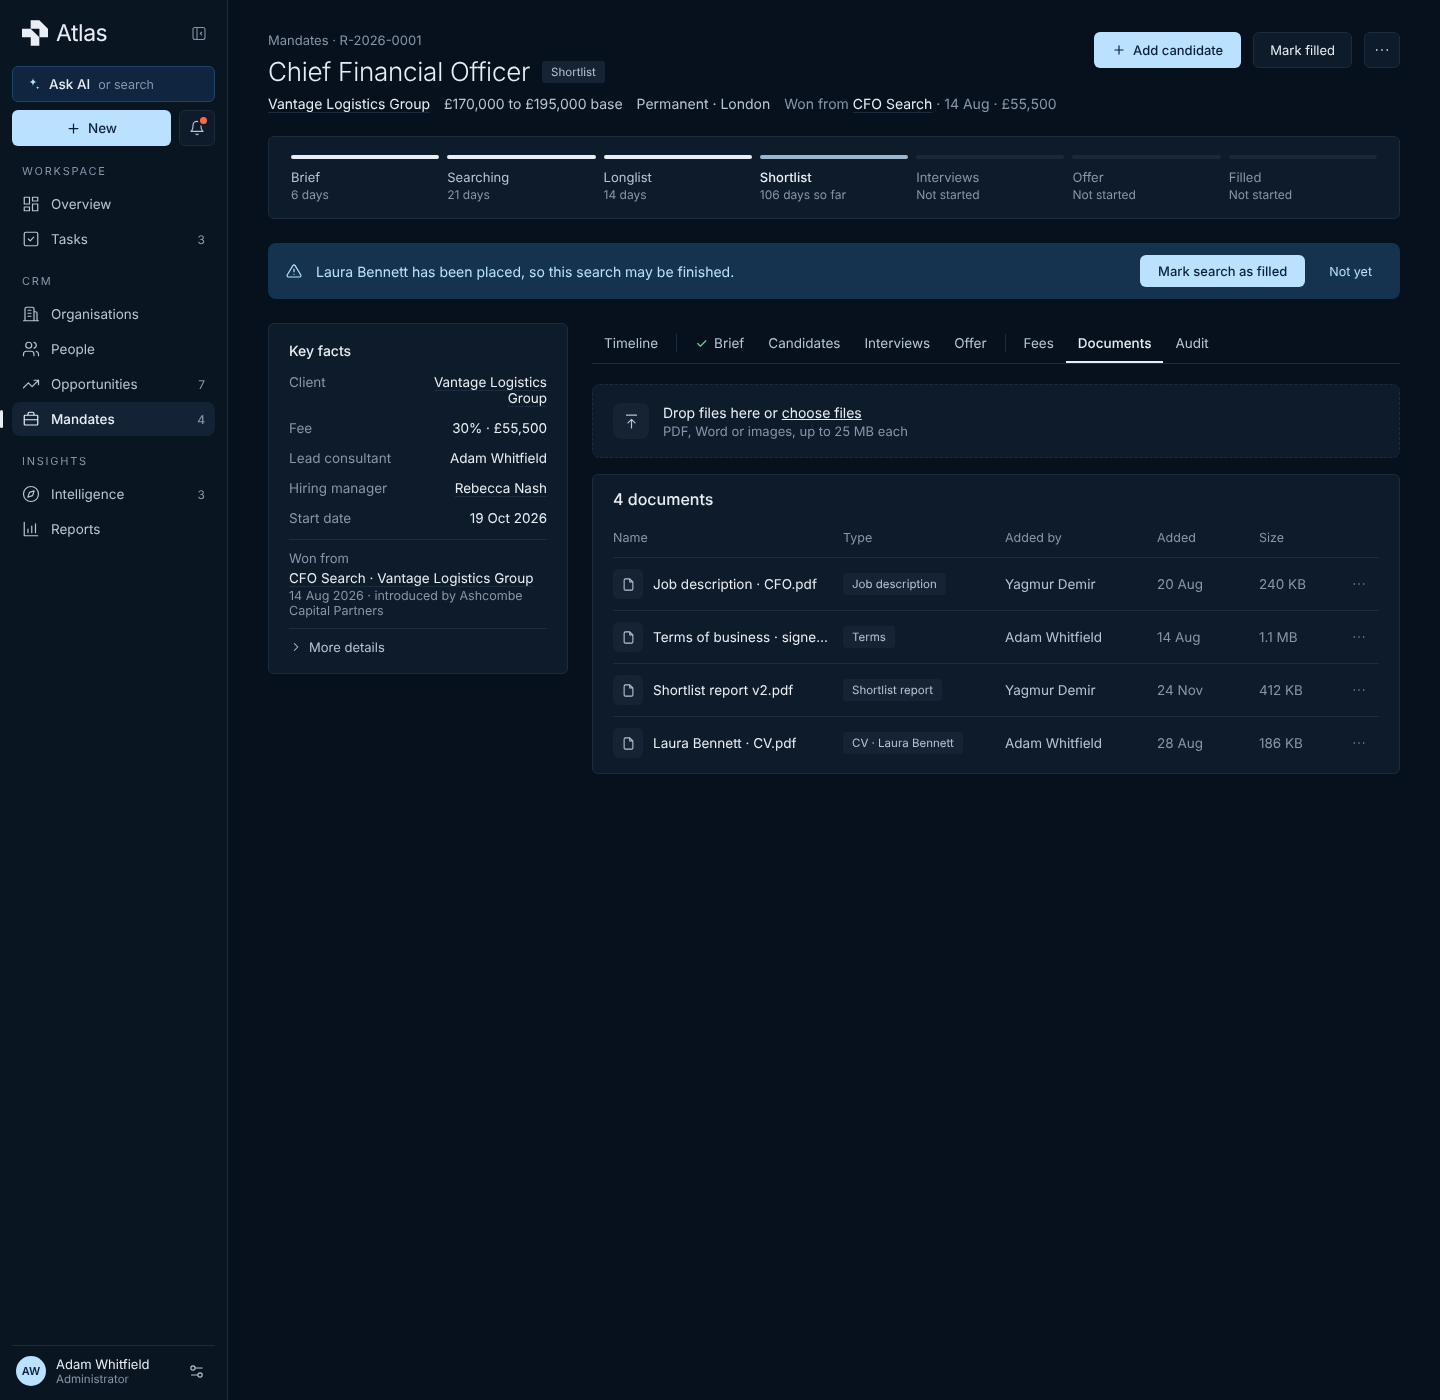 Atlas
Ask AI or search
New
WORKSPACE
Overview
Tasks 3
CRM
Organisations
People
Opportunities 7
Mandates 4
INSIGHTS
Intelligence 3
Reports
AW
Adam Whitfield
Administrator
Mandates · R-2026-0001
Chief Financial Officer Shortlist
Vantage Logistics Group £170,000 to £195,000 base Permanent · London Won from CFO Search · 14 Aug · £55,500
Add candidate Mark filled
Brief Searching Longlist Shortlist Interviews Offer Filled
6 days 21 days 14 days 106 days so far Not started Not started Not started
Laura Bennett has been placed, so this search may be finished. Mark search as filled Not yet
Key facts
Client Vantage Logistics
Group
Fee 30% · £55,500
Lead consultant Adam Whitfield
Hiring manager Rebecca Nash
Start date 19 Oct 2026
Won from
CFO Search · Vantage Logistics Group
14 Aug 2026 · introduced by Ashcombe
Capital Partners
More details
Timeline Brief Candidates Interviews Offer Fees Documents Audit
Drop files here or choose files
PDF, Word or images, up to 25 MB each
4 documents
Name Type Added by Added Size
Job description · CFO.pdf Job description Yagmur Demir 20 Aug 240 KB
Terms of business · signe... Terms Adam Whitfield 14 Aug 1.1 MB
Shortlist report v2.pdf Shortlist report Yagmur Demir 24 Nov 412 KB
Laura Bennett · CV.pdf CV · Laura Bennett Adam Whitfield 28 Aug 186 KB